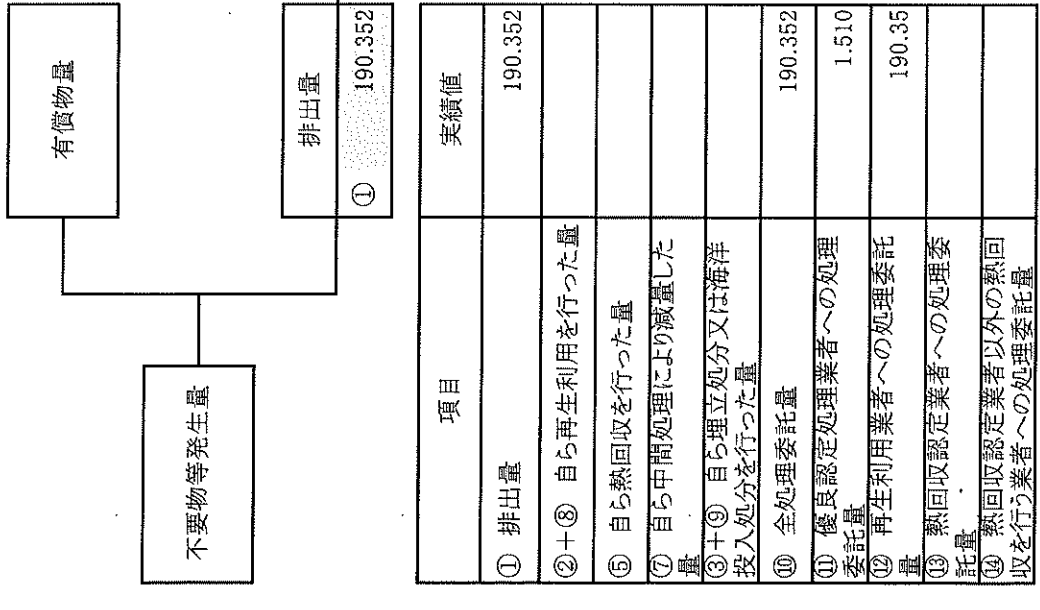 有償物量
不要物等発生量
排出量
① 190.352
項目 実績値
① 排出量 190.352
②+⑧ 自ら再生利用を行った量
⑤ 自ら熱回収を行った量
⑦ 自ら中間処理により減量した
量
③+⑨ 自ら埋立処分又は海洋
投入処分を行った量
⑩ 全処理委託量 190.352
⑪ 優良認定処理業者への処理
委託量 1.510
⑫ 再生利用業者への処理委託
量 190.35
⑬ 熱回収認定業者への処理委
託量
⑭ 熱回収認定業者以外の熱回
収を行う業者への処理委託量